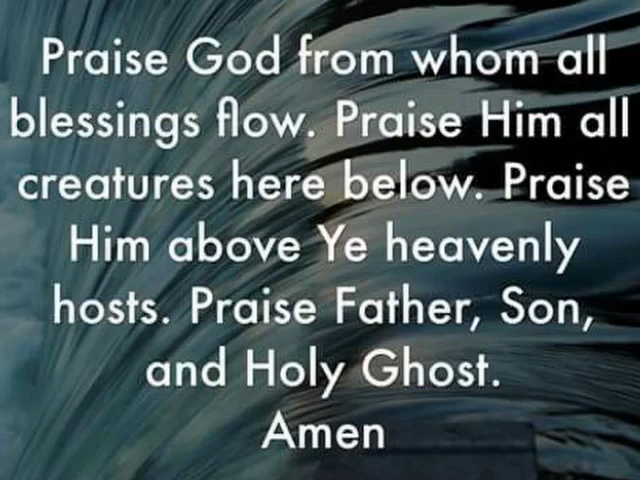 Praise God from whom all
blessings flow. Praise Him all
creatures here below. Praise
Him above Ye heavenly
hosts. Praise Father, Son,
and Holy Ghost.
Amen